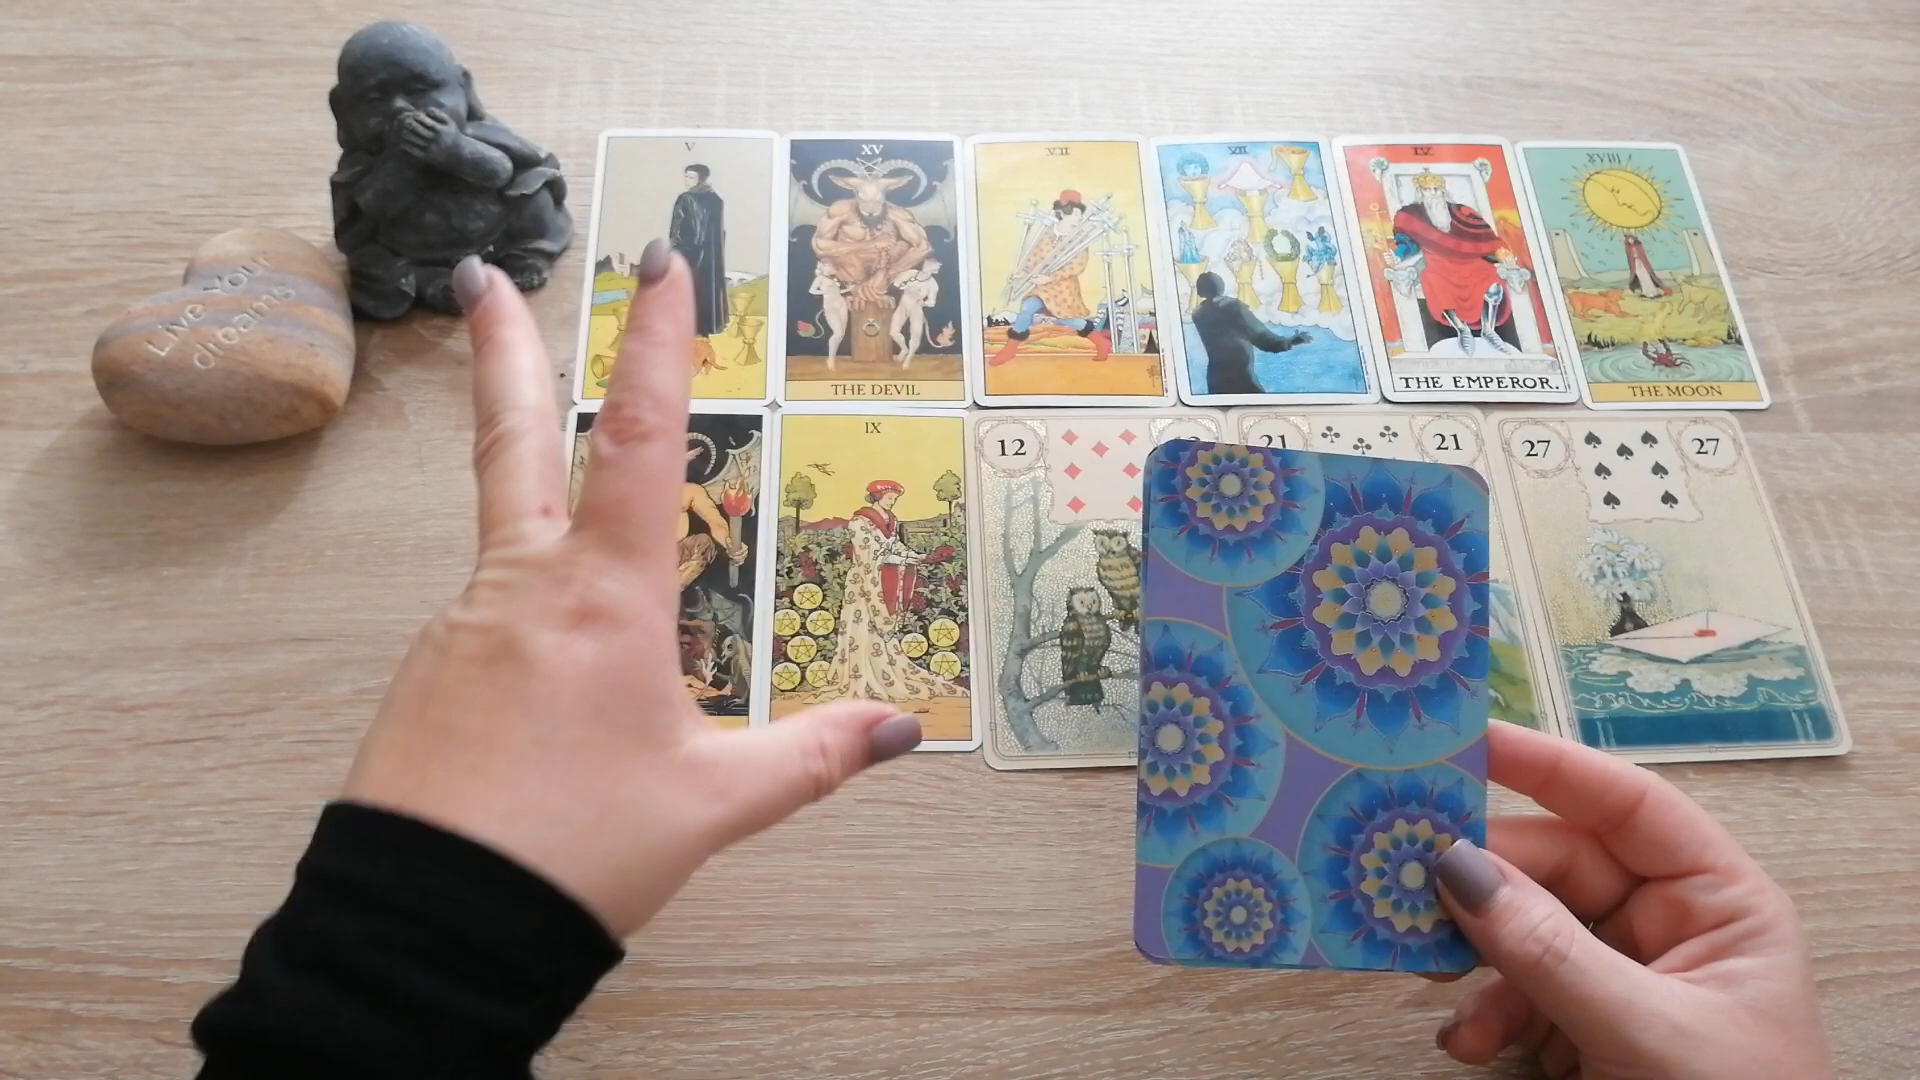 Live Your
dreams
V
XV
THE DEVIL
VII
VII
IV
THE EMPEROR.
XVIII
THE MOON
IX
12
21
21
27
27